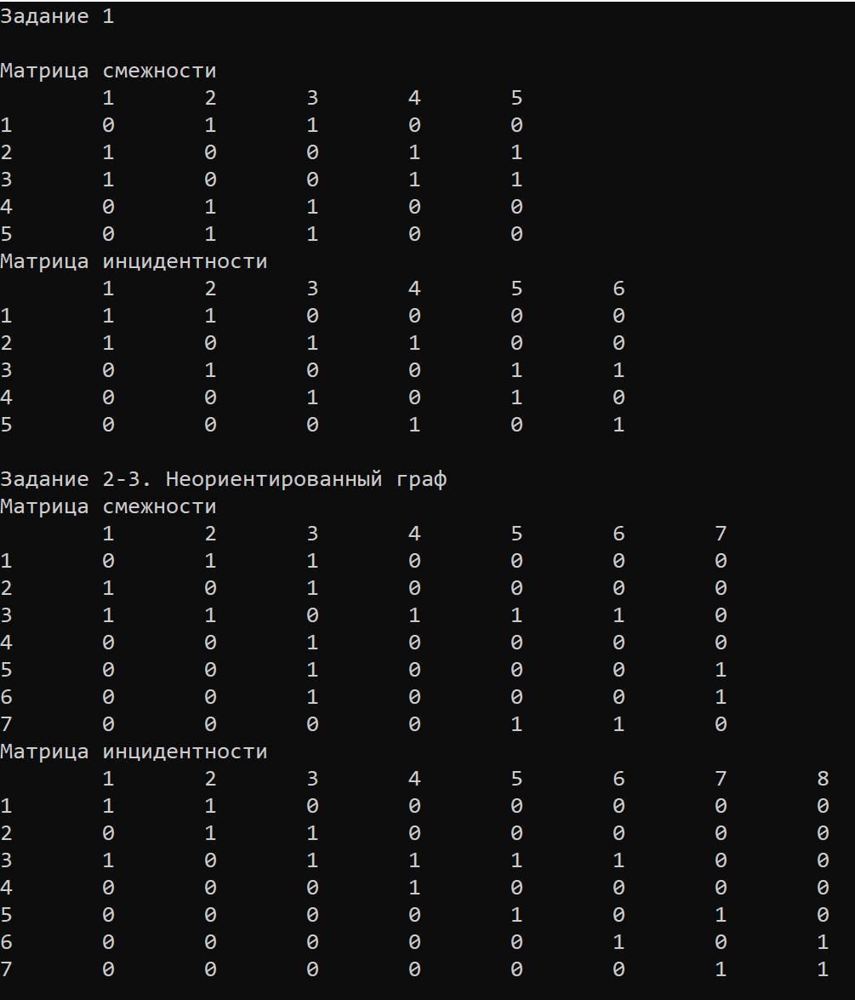 Задание 1
Матрица смежности
1 2 3 4 5
1 0 1 1 0 0
2 1 0 0 1 1
3 1 0 0 1 1
4 0 1 1 0 0
5 0 1 1 0 0
Матрица инцидентности
1 2 3 4 5 6
1 1 1 0 0 0 0
2 1 0 1 1 0 0
3 0 1 0 0 1 1
4 0 0 1 0 1 0
5 0 0 0 1 0 1
Задание 2-3. Неориентированный граф
Матрица смежности
1 2 3 4 5 6 7
1 0 1 1 0 0 0 0
2 1 0 1 0 0 0 0
3 1 1 0 1 1 1 0
4 0 0 1 0 0 0 0
5 0 0 1 0 0 0 1
6 0 0 1 0 0 0 1
7 0 0 0 0 1 1 0
Матрица инцидентности
1 2 3 4 5 6 7 8
1 1 1 0 0 0 0 0 0
2 0 1 1 0 0 0 0 0
3 1 0 1 1 1 1 0 0
4 0 0 0 1 0 0 0 0
5 0 0 0 0 1 0 1 0
6 0 0 0 0 0 1 0 1
7 0 0 0 0 0 0 1 1